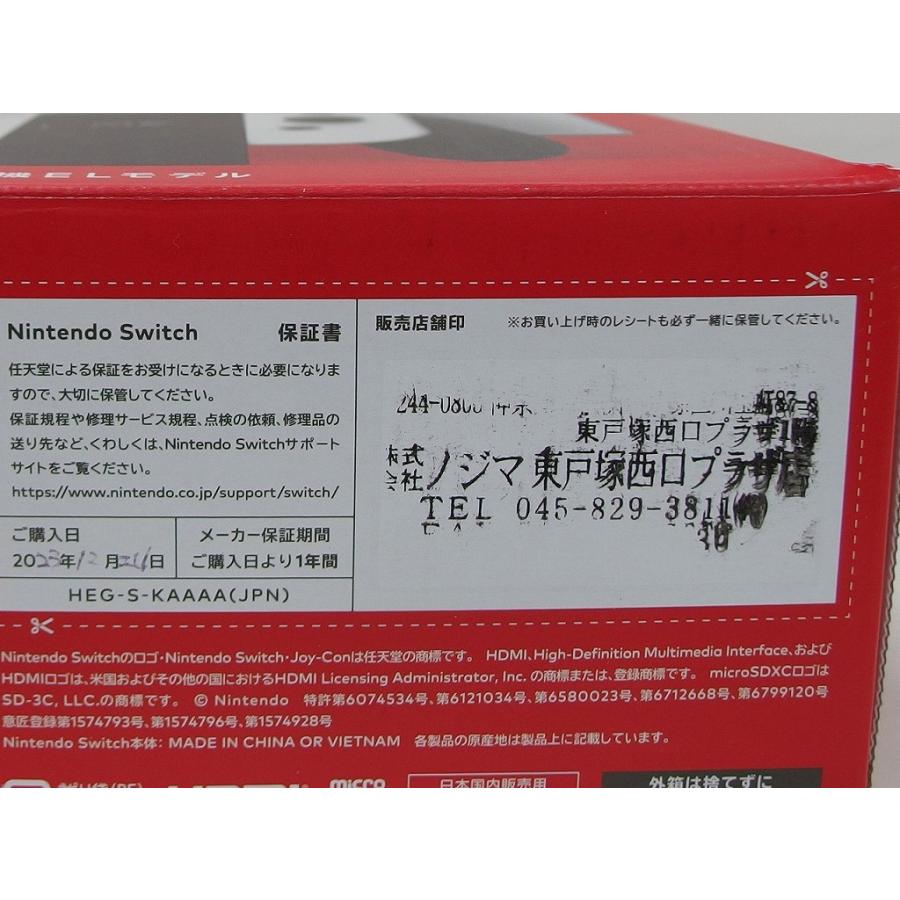 機ELモデル
Nintendo Switch 保証書
任天堂による保証をお受けになるときに必要になりますので、大切に保管してください。
保証規程や修理サービス規程、点検の依頼、修理品の送り先など、くわしくは、Nintendo Switchサポートサイトをご覧ください。
https://www.nintendo.co.jp/support/switch/
ご購入日
2023年12月24日
メーカー保証期間
ご購入日より1年間
HEG-S-KAAAA(JPN)
販売店舗印 ※お買い上げ時のレシートも必ず一緒に保管してください。
87-8
東戸塚西口プラザ1階
株式会社 ノジマ 東戸塚西口プラザ店
TEL 045-829-3811
Nintendo Switchのロゴ・Nintendo Switch・Joy-Conは任天堂の商標です。 HDMI、High-Definition Multimedia Interface、および
HDMIロゴは、米国およびその他の国におけるHDMI Licensing Administrator, Inc. の商標または、登録商標です。 microSDXCロゴは
SD-3C, LLC.の商標です。 © Nintendo 特許第6074534号、第6121034号、第6580023号、第6712668号、第6799120号
意匠登録第1574793号、第1574796号、第1574928号
Nintendo Switch本体: MADE IN CHINA OR VIETNAM 各製品の原産地は製品上に記載しています。
micro
日本国内販売用
外箱は捨てずに